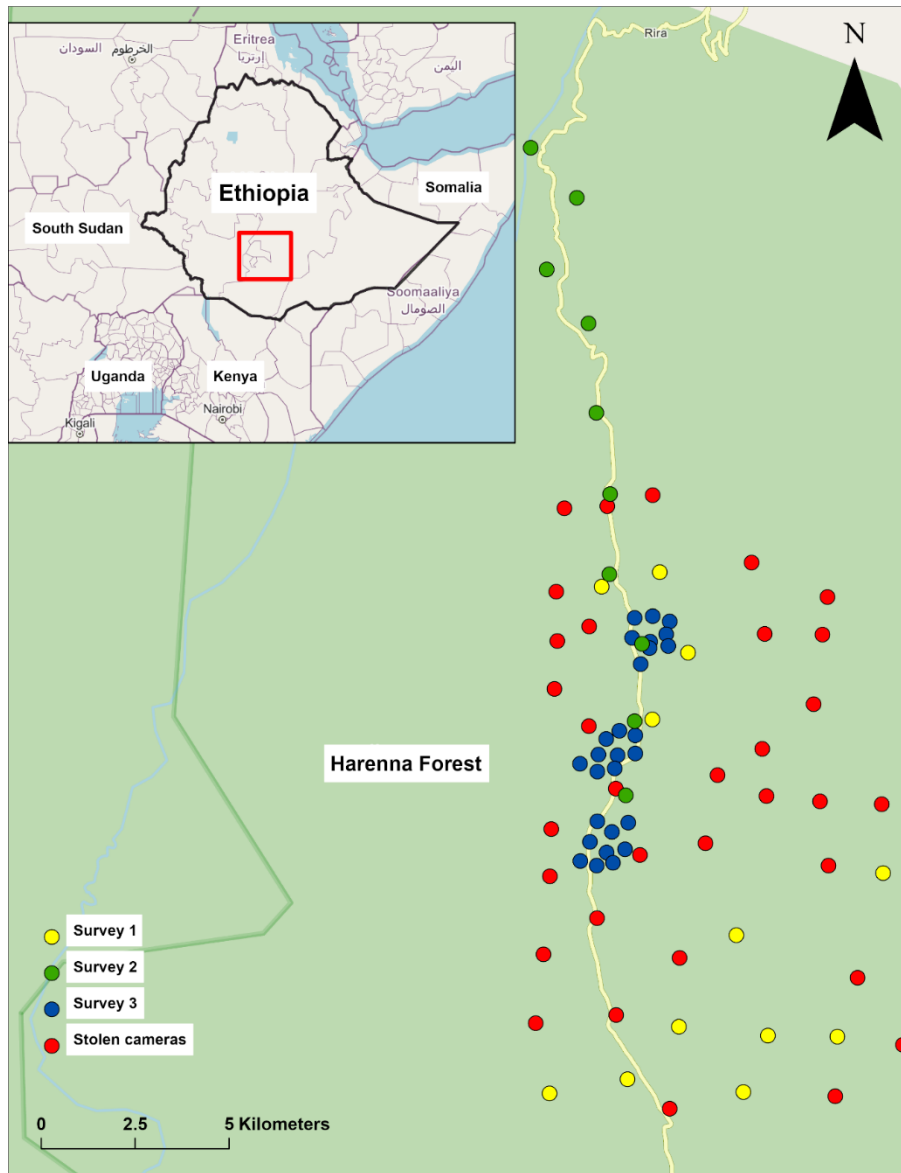 السودان
الخرطوم
Eritrea
إرتريا
اليمن
Ethiopia
Somalia
South Sudan
Soomaaliya
الصومال
Uganda
Kenya
Nairobi
Kigali
Rira
N
Harenna Forest
Survey 1
Survey 2
Survey 3
Stolen cameras
0 2.5 5 Kilometers